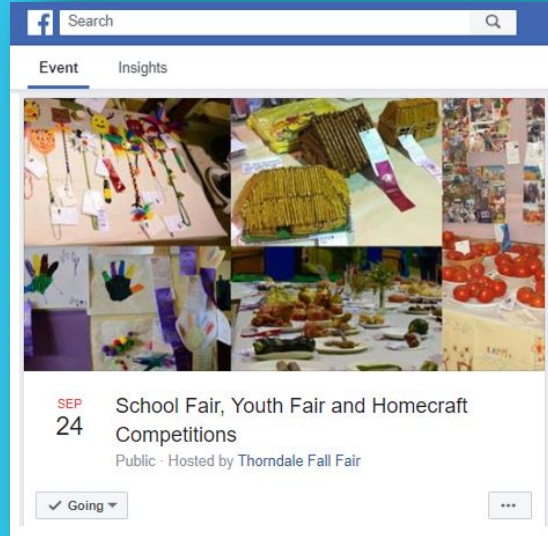 f Search
Event Insights
SEP
24
School Fair, Youth Fair and Homecraft
Competitions
Public · Hosted by Thorndale Fall Fair
✓ Going ▾ ...